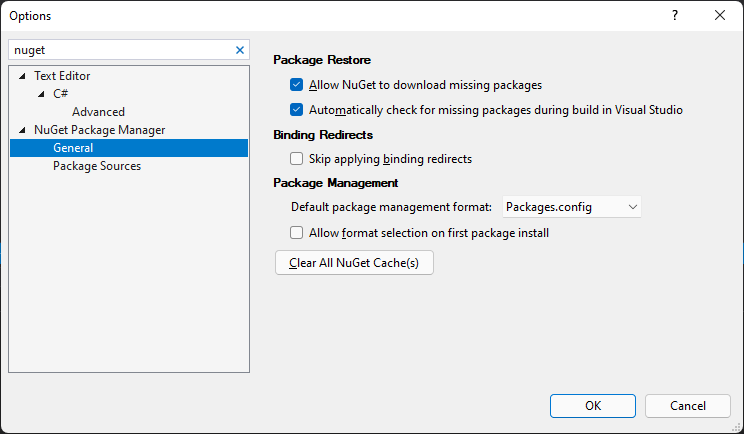 Options
nuget
Text Editor
C#
Advanced
NuGet Package Manager
General
Package Sources
Package Restore
Allow NuGet to download missing packages
Automatically check for missing packages during build in Visual Studio
Binding Redirects
Skip applying binding redirects
Package Management
Default package management format: Packages.config
Allow format selection on first package install
Clear All NuGet Cache(s)
OK Cancel